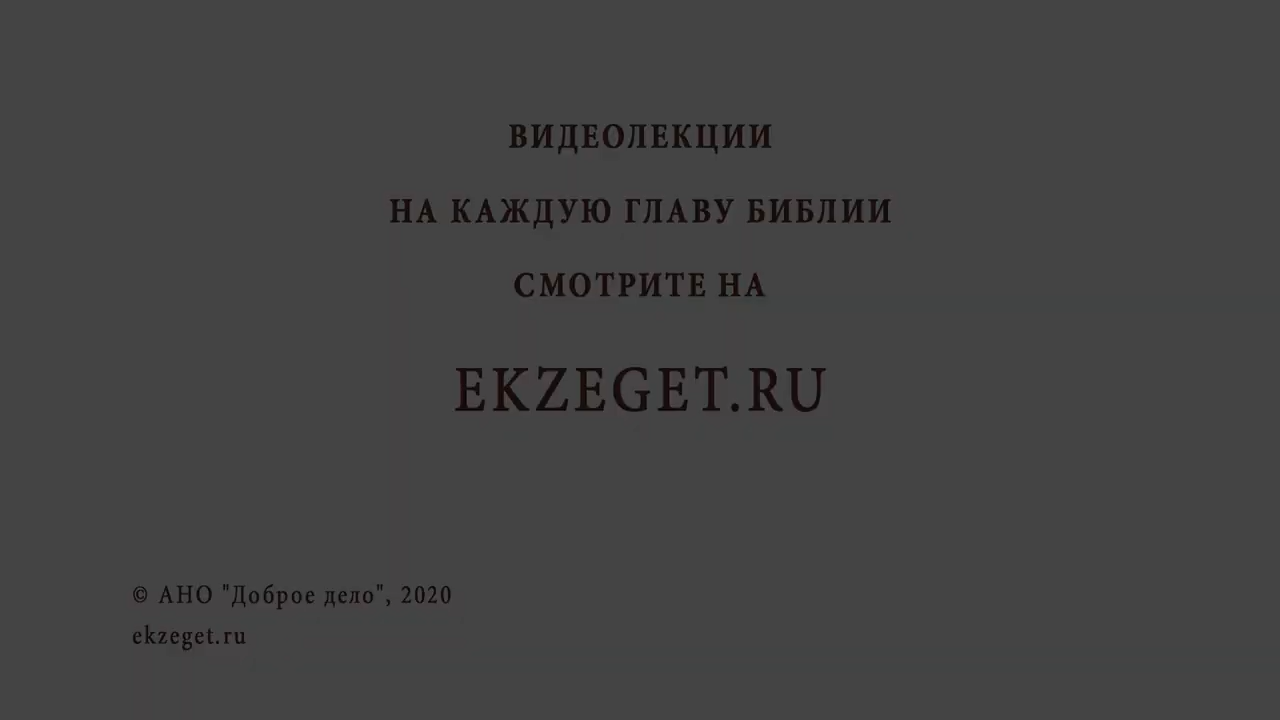 ВИДЕОЛЕКЦИИ
НА КАЖДУЮ ГЛАВУ БИБЛИИ
СМОТРИТЕ НА
EKZEGET.RU
© АНО "Доброе дело", 2020
ekzeget.ru